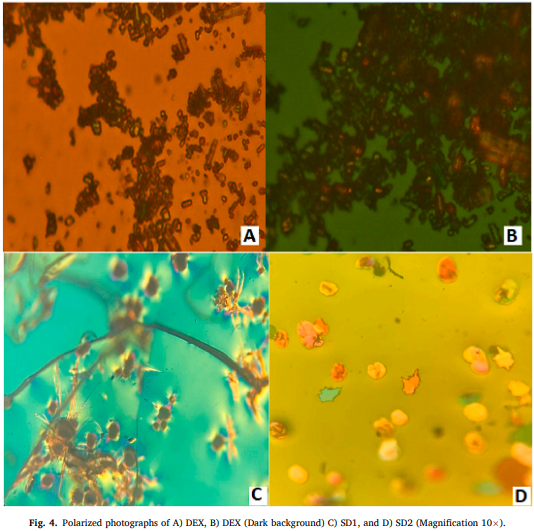 A
B
C
D
Fig. 4. Polarized photographs of A) DEX, B) DEX (Dark background) C) SD1, and D) SD2 (Magnification 10×).